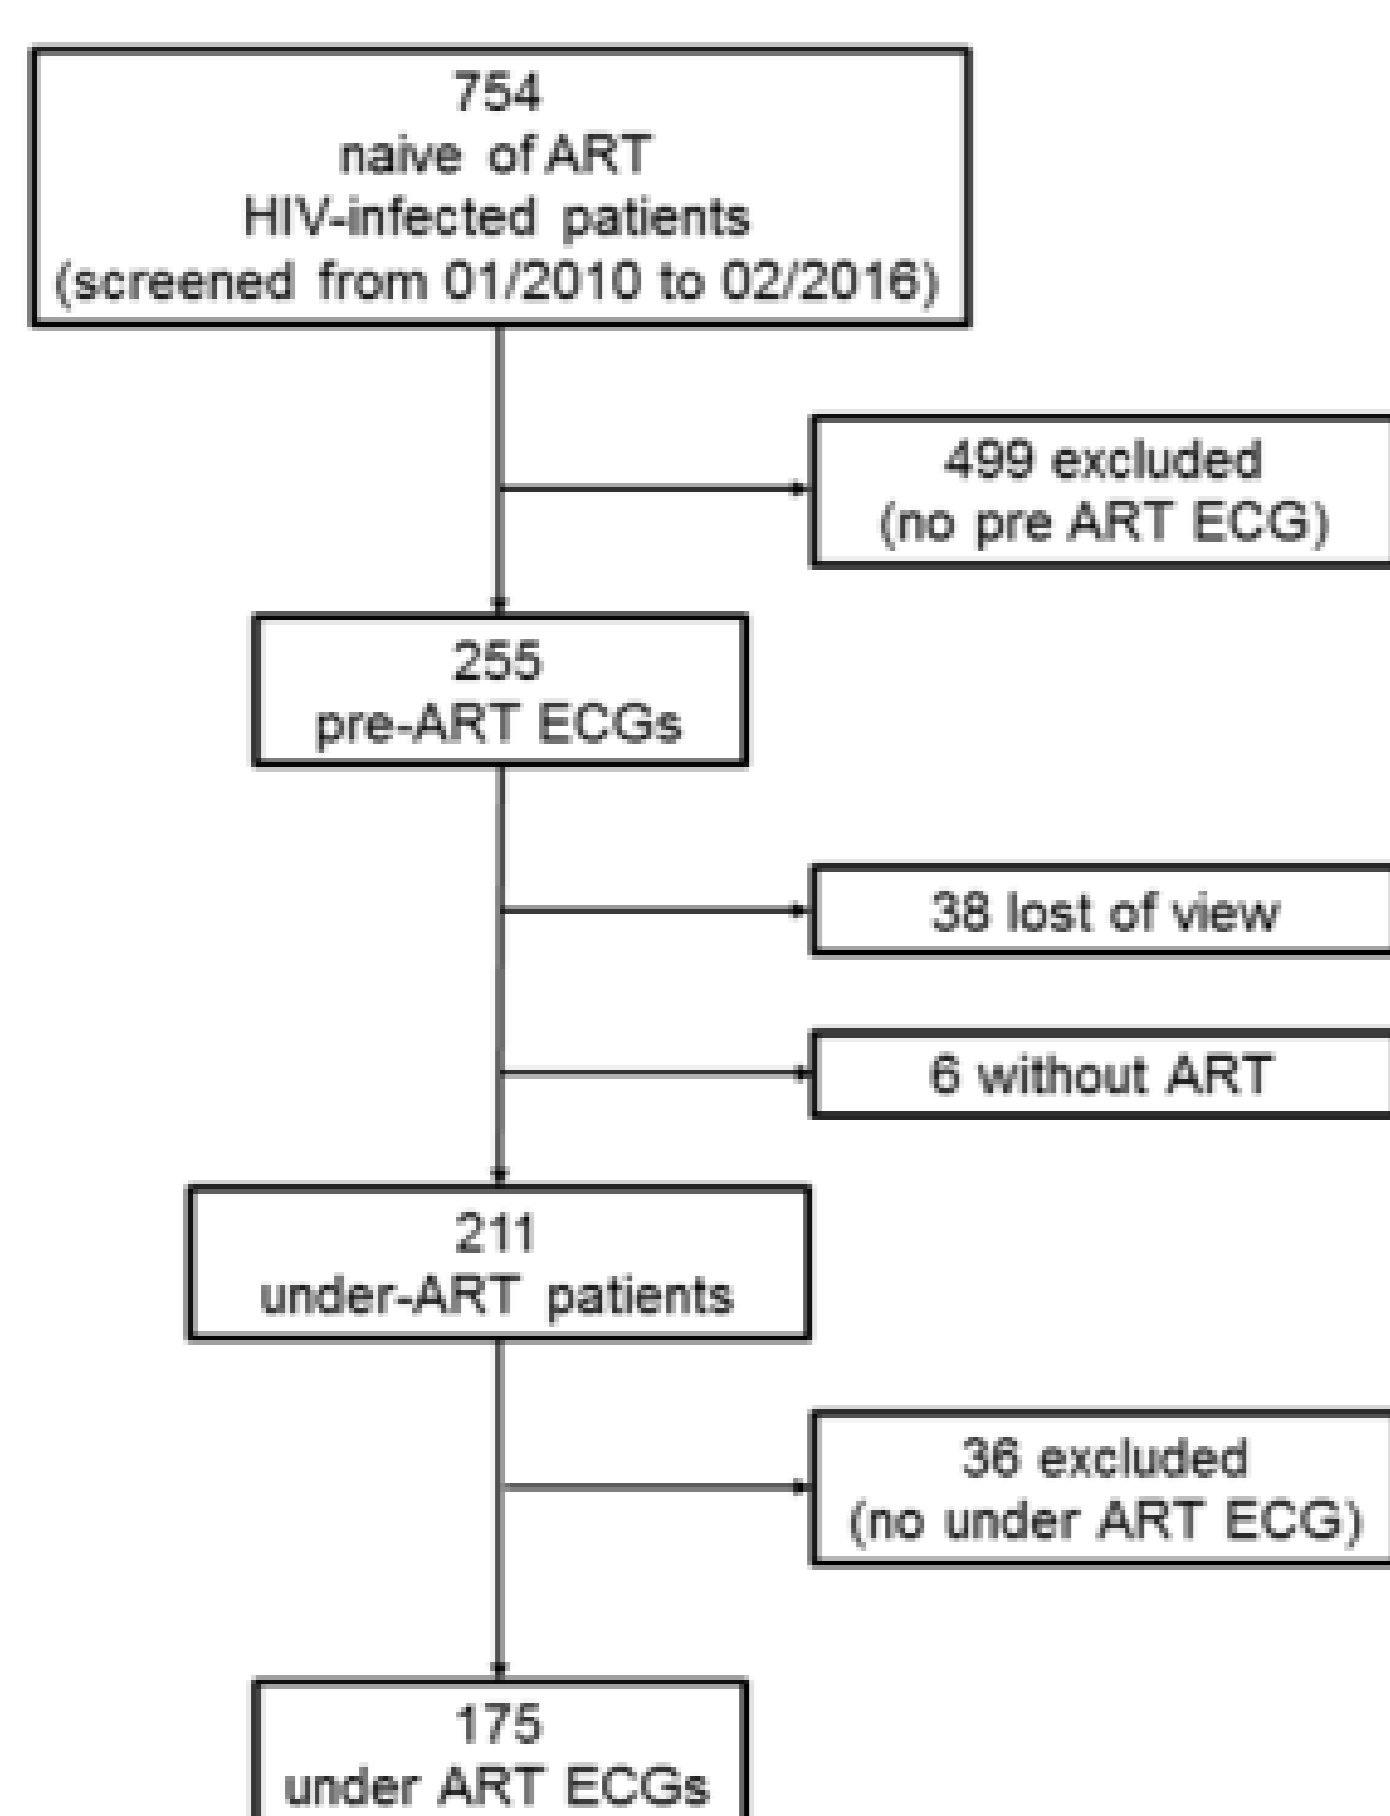 754
naive of ART
HIV-infected patients
(screened from 01/2010 to 02/2016)
499 excluded
(no pre ART ECG)
255
pre-ART ECGs
38 lost of view
6 without ART
211
under-ART patients
36 excluded
(no under ART ECG)
175
under ART ECGs